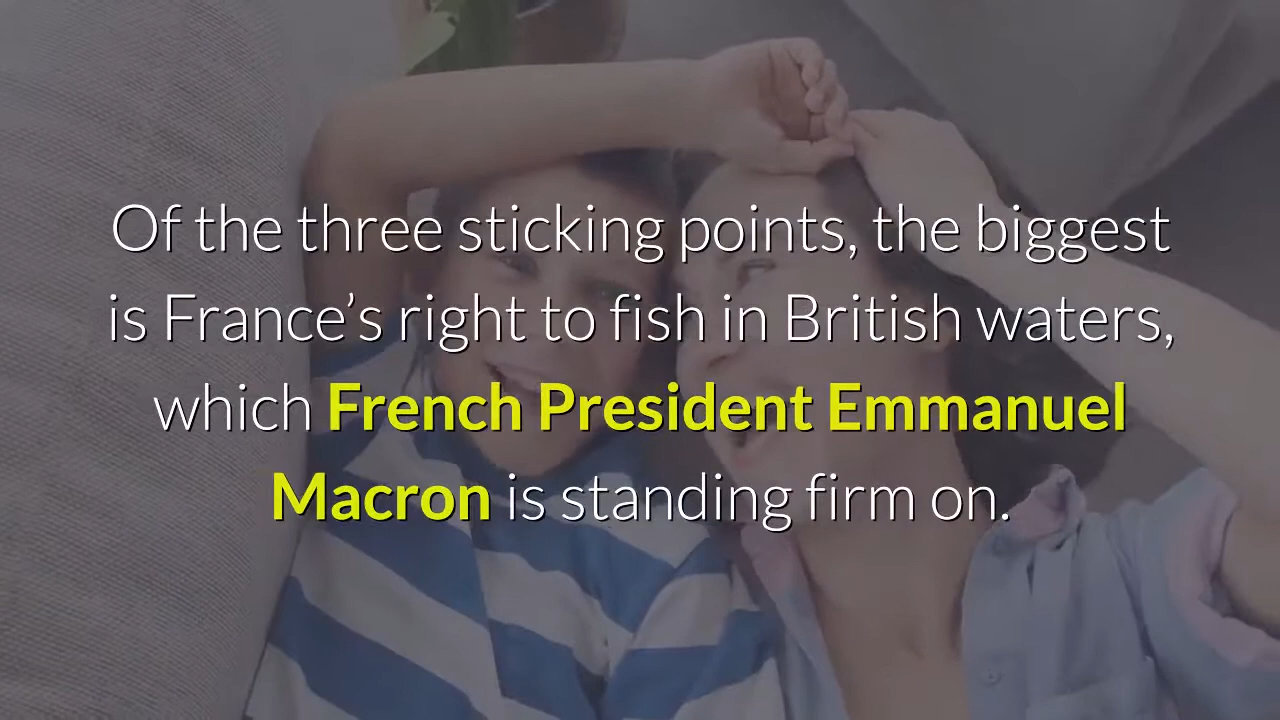 Of the three sticking points, the biggest
is France’s right to fish in British waters,
which French President Emmanuel
Macron is standing firm on.